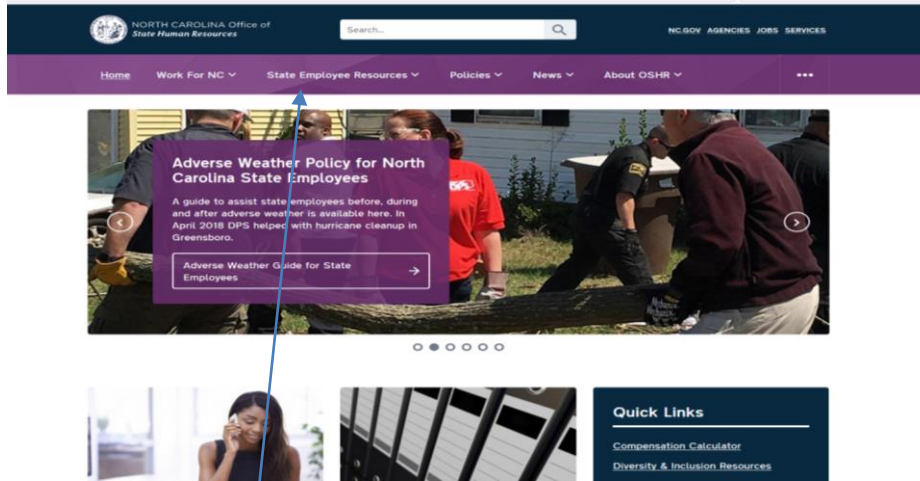 NORTH CAROLINA Office of
State Human Resources
Search...
NC.GOV AGENCIES JOBS SERVICES
Home Work For NC State Employee Resources Policies News About OSHR
Adverse Weather Policy for North
Carolina State Employees
A guide to assist state employees before, during
and after adverse weather is available here. In
April 2018 DPS helped with hurricane cleanup in
Greensboro.
Adverse Weather Guide for State
Employees
Quick Links
Compensation Calculator
Diversity & Inclusion Resources